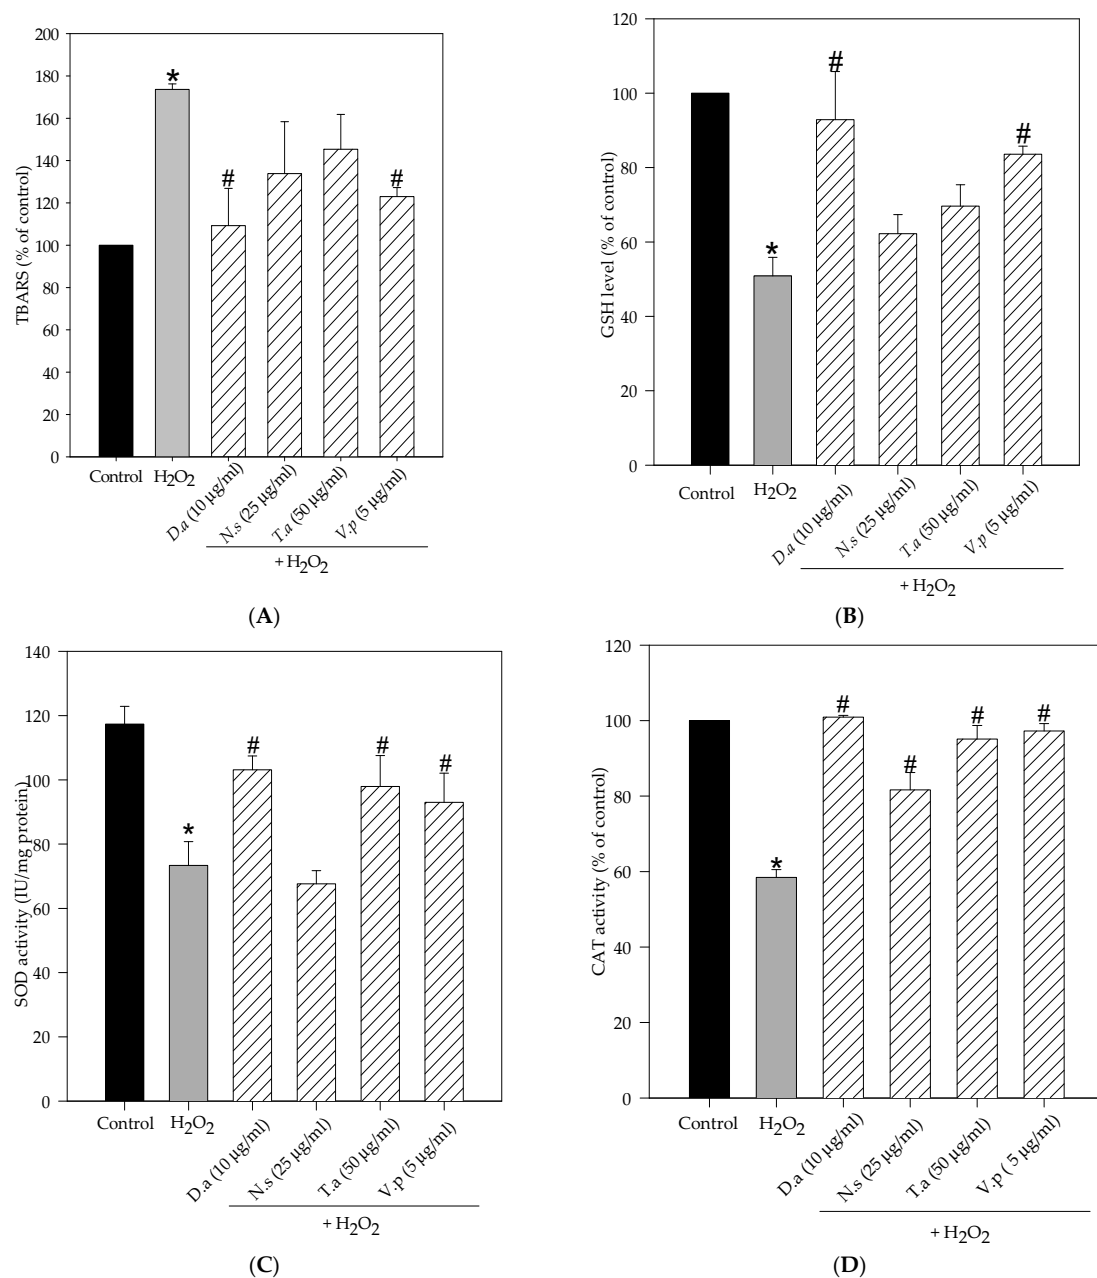 TBARS (% of control)
200
180
160
140
120
100
80
60
40
20
0
*
#
#
Control
H2O2
D.a (10 µg/ml)
N.s (25 µg/ml)
T.a (50 µg/ml)
V.p (5 µg/ml)
+ H2O2
(A)
GSH level (% of control)
120
100
80
60
40
20
0
*
#
#
Control
H2O2
D.a (10 µg/ml)
N.s (25 µg/ml)
T.a (50 µg/ml)
V.p (5 µg/ml)
+ H2O2
(B)
SOD activity (IU/mg protein)
140
120
100
80
60
40
20
0
*
#
#
#
Control
H2O2
D.a (10 µg/ml)
N.s (25 µg/ml)
T.a (50 µg/ml)
V.p (5 µg/ml)
+ H2O2
(C)
CAT activity (% of control)
120
100
80
60
40
20
0
*
#
#
#
#
Control
H2O2
D.a (10 µg/ml)
N.s (25 µg/ml)
T.a (50 µg/ml)
V.p ( 5 µg/ml)
+ H2O2
(D)